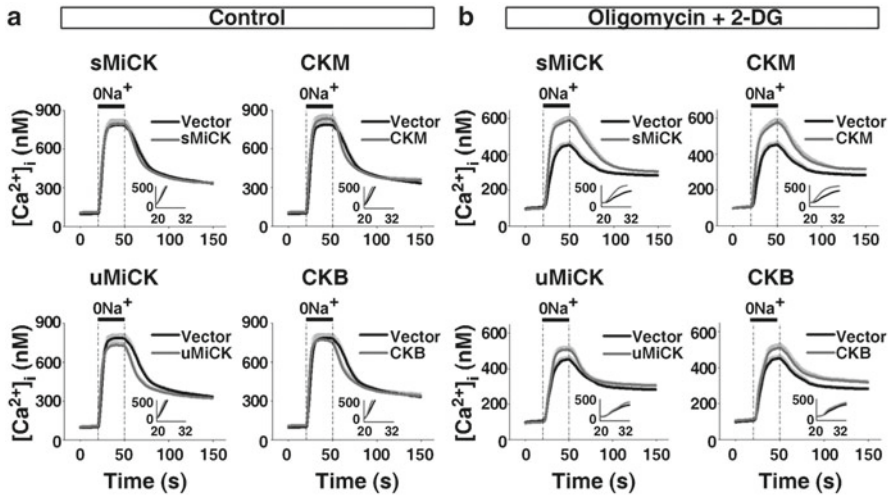 a Control
sMiCK CKM
0Na+ 0Na+
900 Vector 900 Vector
sMiCK CKM
600 600
[Ca2+]i (nM)
300 500 300 500
0 0
20 32 20 32
0 0
0 50 100 150 0 50 100 150
uMiCK CKB
0Na+ 0Na+
900 Vector 900 Vector
uMiCK CKB
600 600
[Ca2+]i (nM)
300 500 300 500
0 0
20 32 20 32
0 0
0 50 100 150 0 50 100 150
Time (s) Time (s)
b Oligomycin + 2-DG
sMiCK CKM
0Na+ 0Na+
Vector Vector
600 sMiCK 600 CKM
[Ca2+]i (nM)
400 400
500 500
200 0 200 0
20 32 20 32
0 0
0 50 100 150 0 50 100 150
uMiCK CKB
0Na+ 0Na+
Vector Vector
600 uMiCK 600 CKB
[Ca2+]i (nM)
400 400
500 500
200 0 200 0
20 32 20 32
0 0
0 50 100 150 0 50 100 150
Time (s) Time (s)